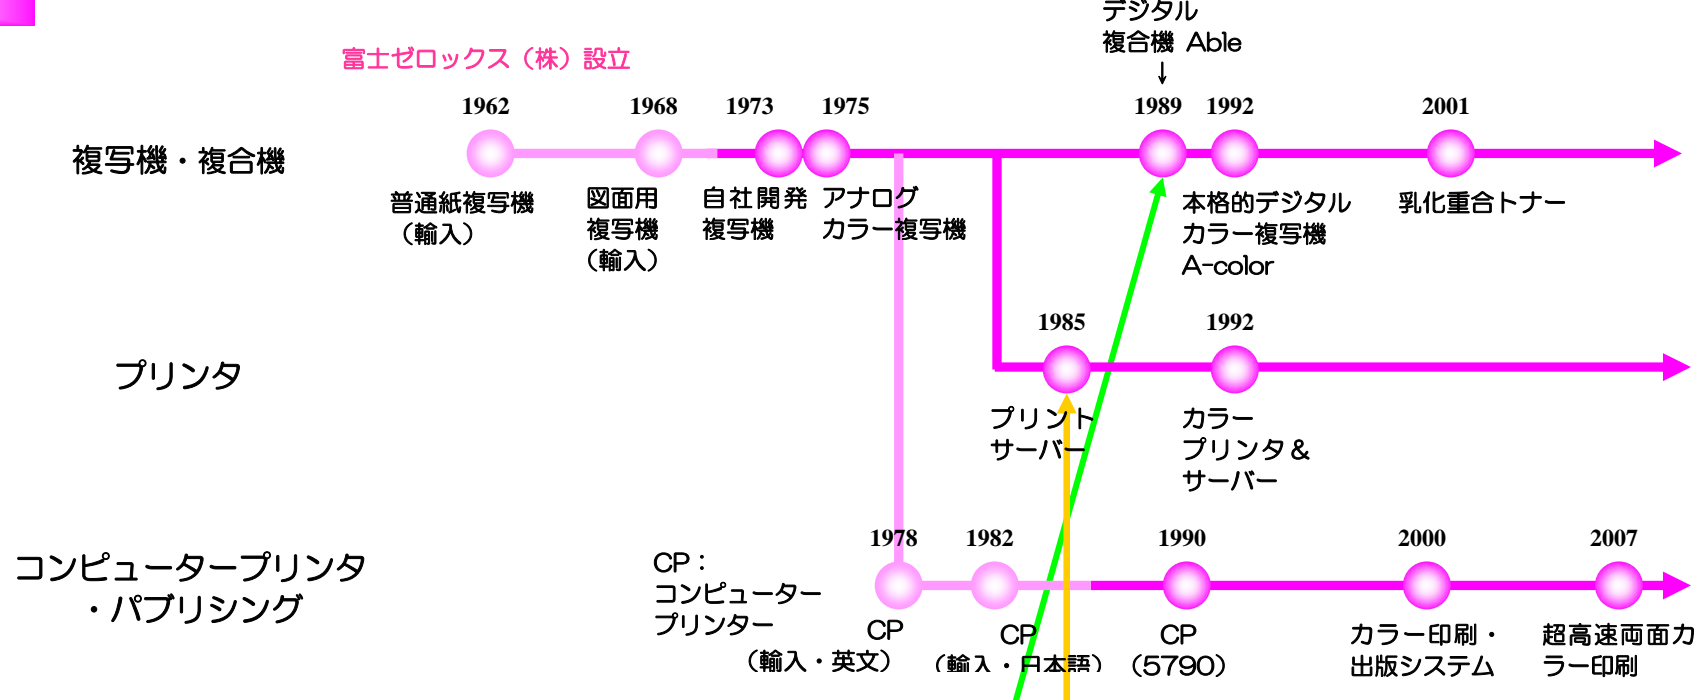 デジタル
複合機 Able
↓
富士ゼロックス（株）設立
1962
1968
1973
1975
1989
1992
2001
複写機・複合機
普通紙複写機
（輸入）
図面用
複写機
（輸入）
自社開発
複写機
アナログ
カラー複写機
本格的デジタル
カラー複写機
A-color
乳化重合トナー
1985
1992
プリンタ
プリント
サーバー
カラー
プリンタ＆
サーバー
1978
1982
1990
2000
2007
コンピュータープリンタ
・パブリシング
CP：
コンピューター
プリンター
CP
（輸入・英文）
CP
（輸入・日本語）
CP
（5790）
カラー印刷・
出版システム
超高速両面カ
ラー印刷